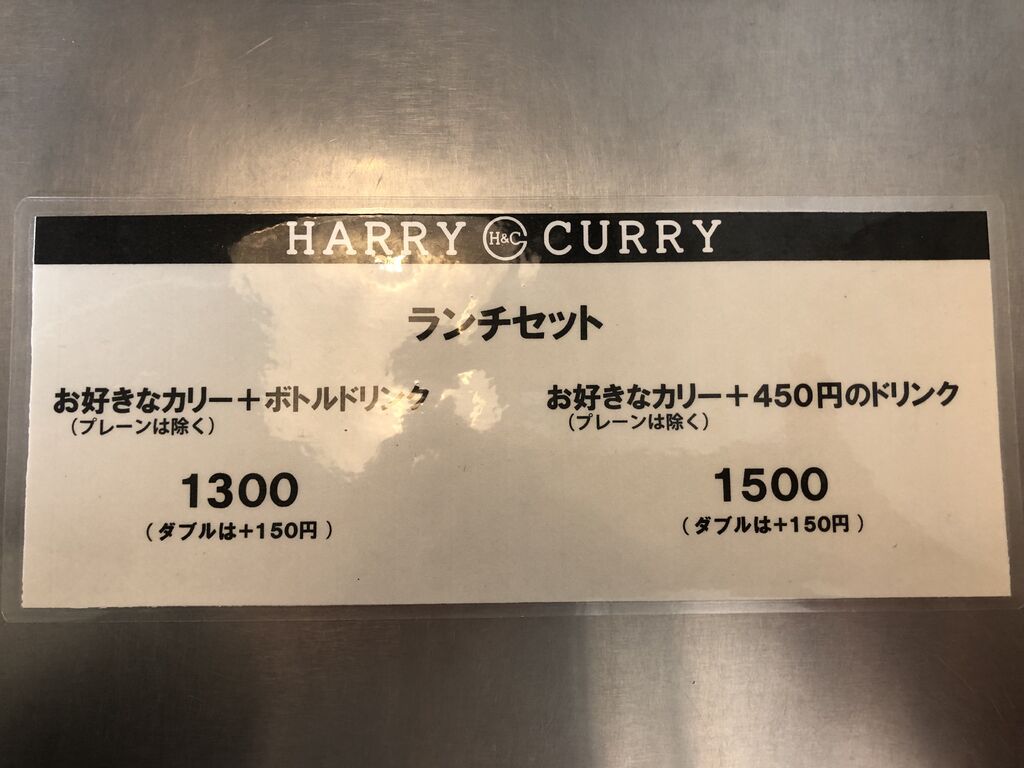 HARRY H&C CURRY
ランチセット
お好きなカリー＋ボトルドリンク
（プレーンは除く）
1300
（ダブルは+150円）
お好きなカリー＋450円のドリンク
（プレーンは除く）
1500
（ダブルは+150円）